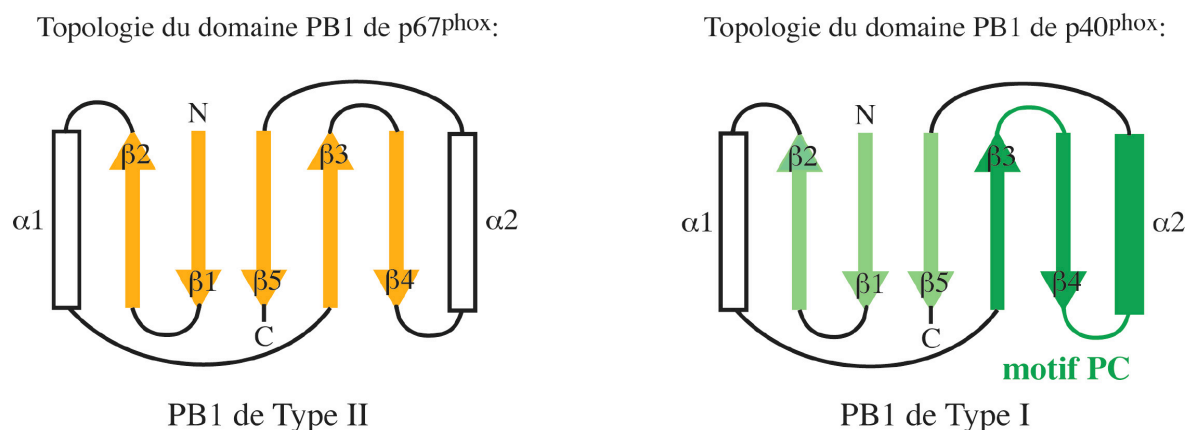 Topologie du domaine PB1 de p67phox:
N
β2
β3
α1
α2
β1
β5
β4
C
PB1 de Type II
Topologie du domaine PB1 de p40phox:
N
β2
β3
α1
α2
β1
β5
β4
C
motif PC
PB1 de Type I